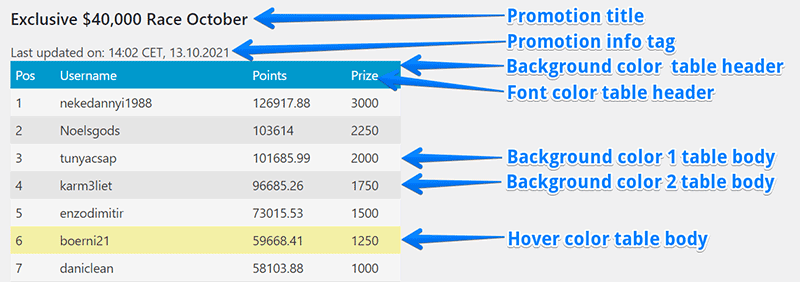 Exclusive $40,000 Race October
Promotion title
Last updated on: 14:02 CET, 13.10.2021
Promotion info tag
Pos Username Points Prize
Background color table header
Font color table header
1 nekedannyi1988 126917.88 3000
2 Noelsgods 103614 2250
3 tunyacsap 101685.99 2000
Background color 1 table body
4 karm3liet 96685.26 1750
Background color 2 table body
5 enzodimitir 73015.53 1500
6 boerni21 59668.41 1250
Hover color table body
7 daniclean 58103.88 1000